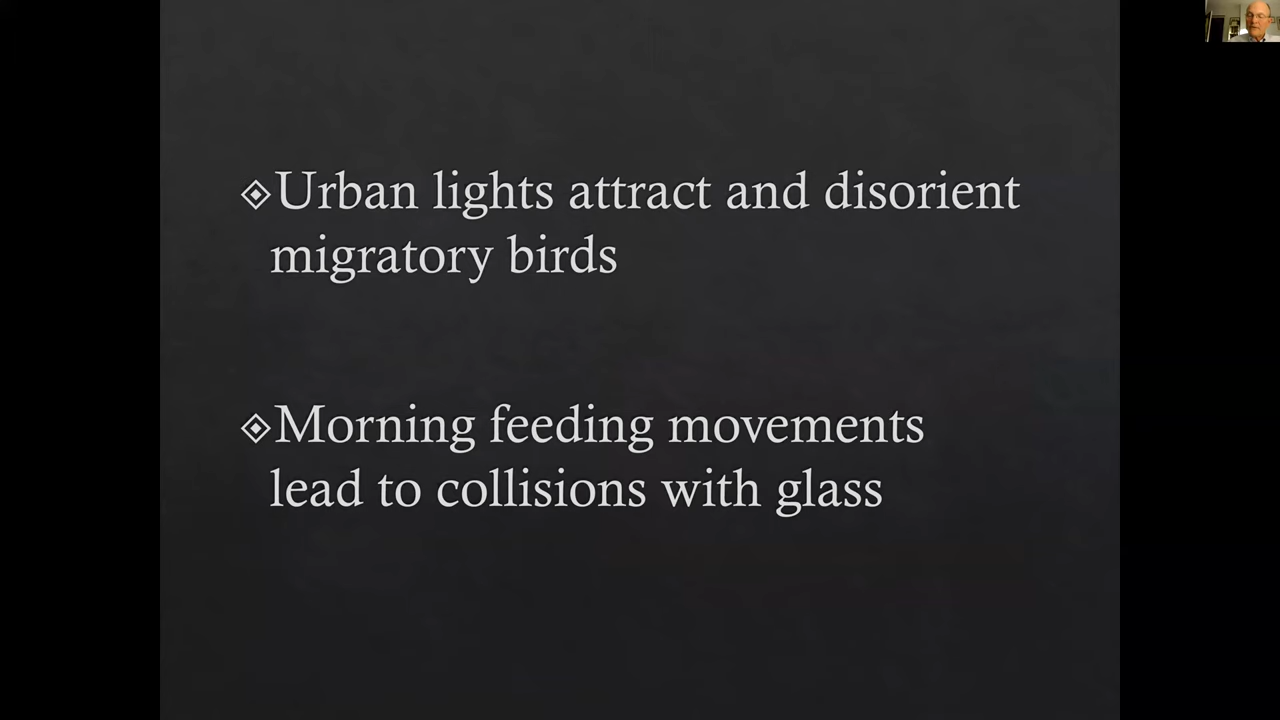 Urban lights attract and disorient
migratory birds
Morning feeding movements
lead to collisions with glass